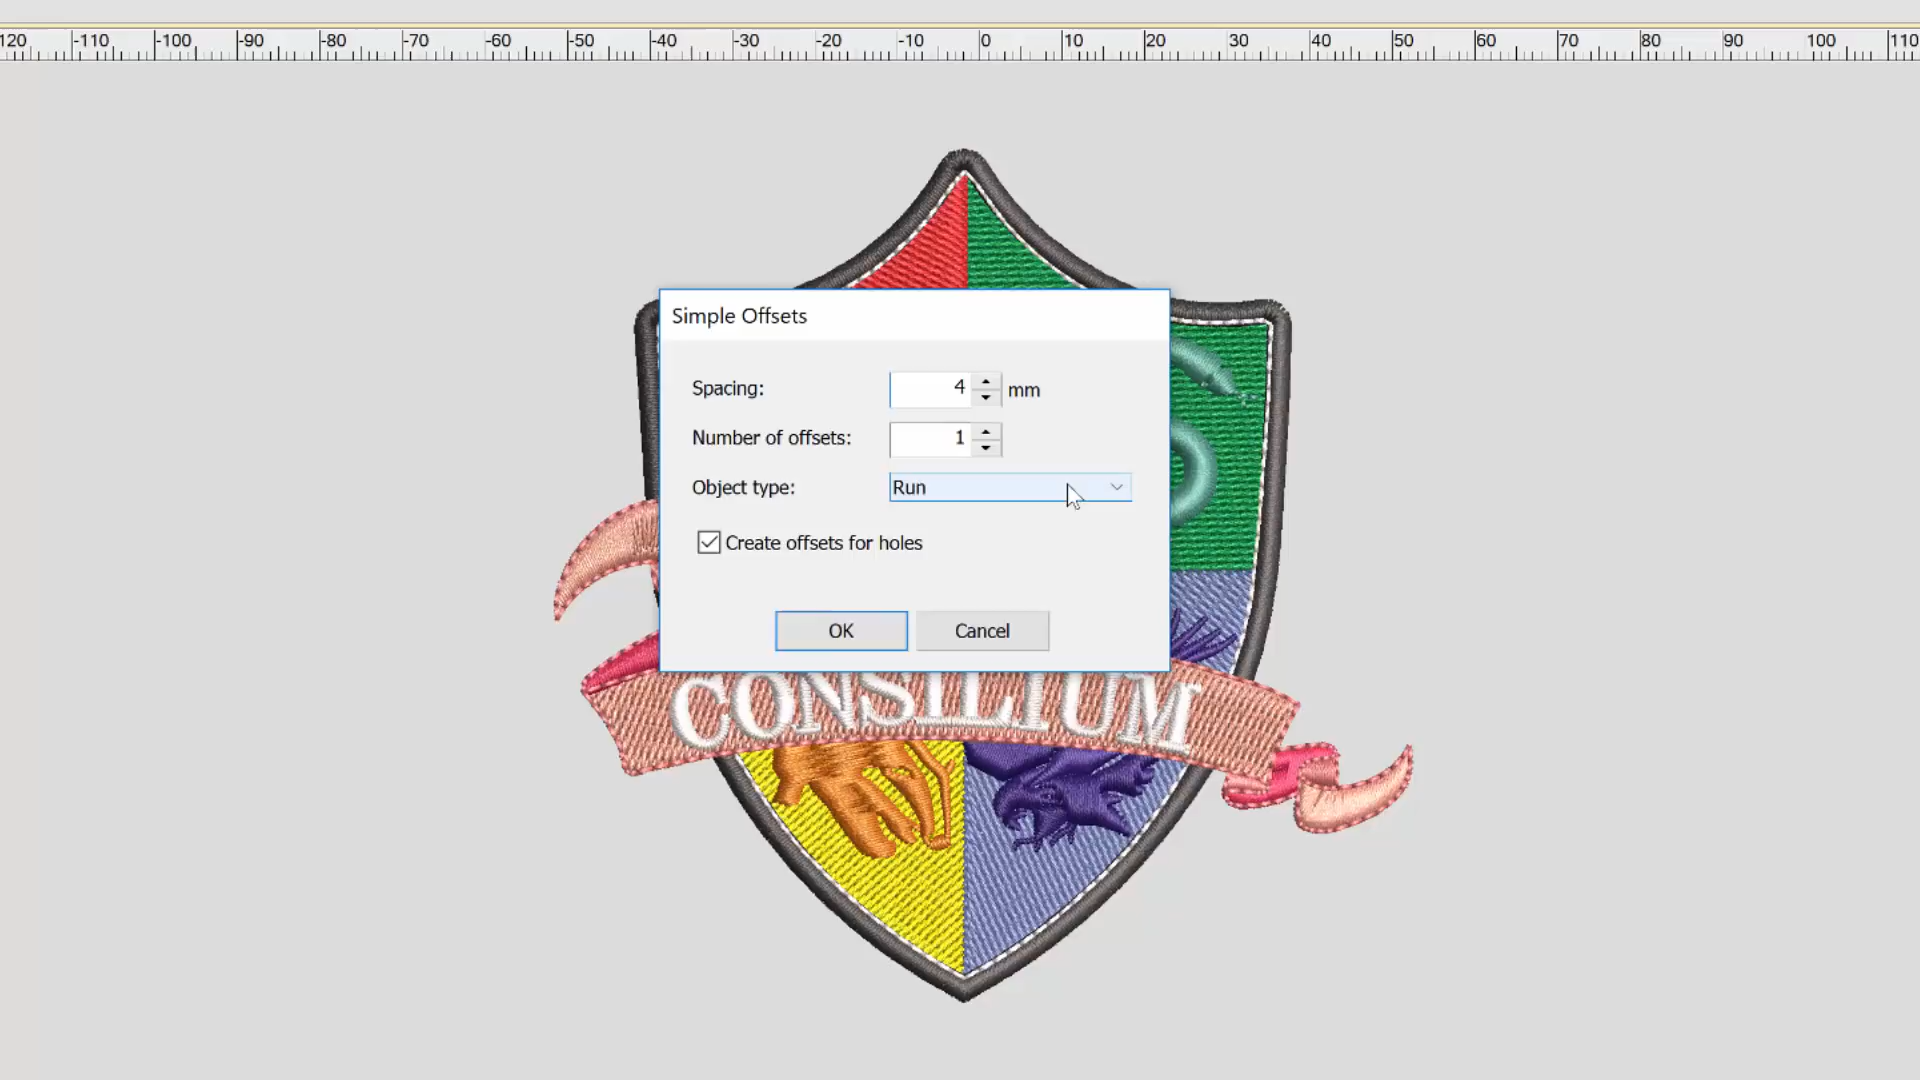 120 -110 -100 -90 -80 -70 -60 -50 -40 -30 -20 -10 0 10 20 30 40 50 60 70 80 90 100 110
Simple Offsets
Spacing: 4 mm
Number of offsets: 1
Object type: Run
Create offsets for holes
OK Cancel
CONSILIUM